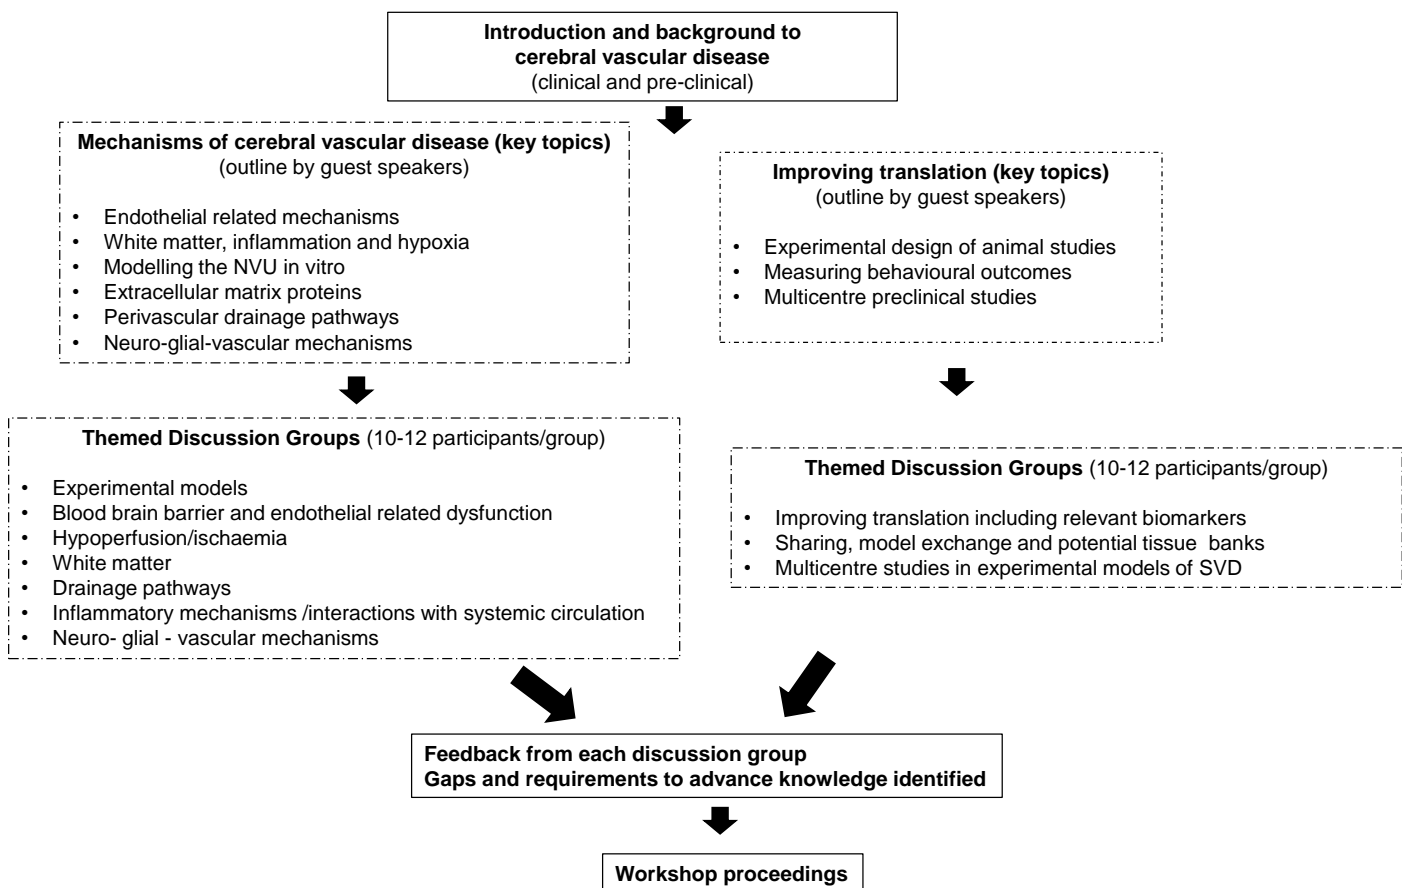 Introduction and background to
cerebral vascular disease
(clinical and pre-clinical)
Mechanisms of cerebral vascular disease (key topics)
(outline by guest speakers)
• Endothelial related mechanisms
• White matter, inflammation and hypoxia
• Modelling the NVU in vitro
• Extracellular matrix proteins
• Perivascular drainage pathways
• Neuro-glial-vascular mechanisms
Improving translation (key topics)
(outline by guest speakers)
• Experimental design of animal studies
• Measuring behavioural outcomes
• Multicentre preclinical studies
Themed Discussion Groups (10-12 participants/group)
• Experimental models
• Blood brain barrier and endothelial related dysfunction
• Hypoperfusion/ischaemia
• White matter
• Drainage pathways
• Inflammatory mechanisms /interactions with systemic circulation
• Neuro- glial - vascular mechanisms
Themed Discussion Groups (10-12 participants/group)
• Improving translation including relevant biomarkers
• Sharing, model exchange and potential tissue banks
• Multicentre studies in experimental models of SVD
Feedback from each discussion group
Gaps and requirements to advance knowledge identified
Workshop proceedings